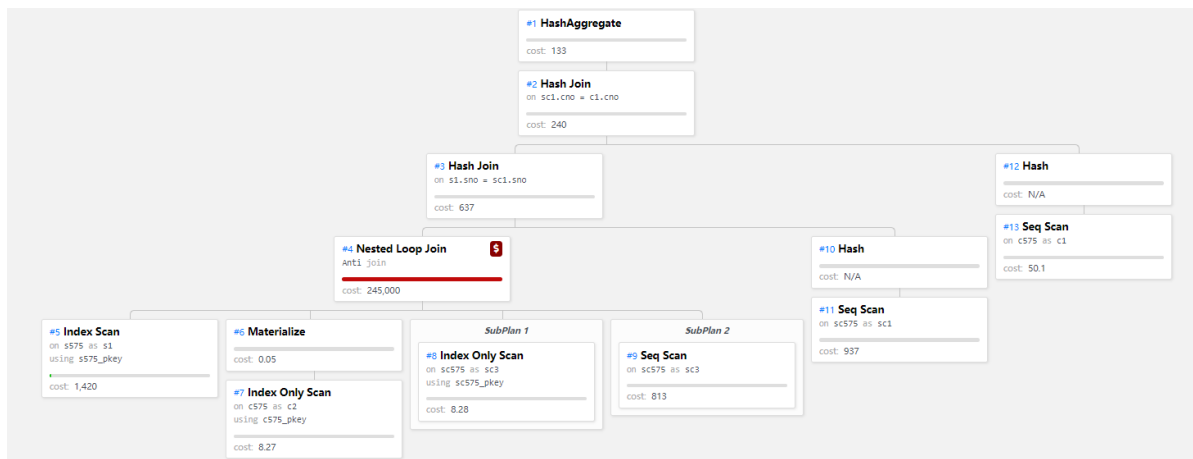 #1 HashAggregate
cost: 133
#2 Hash Join
on sc1.cno = c1.cno
cost: 240
#3 Hash Join
on s1.sno = sc1.sno
cost: 637
#12 Hash
cost: N/A
#13 Seq Scan
on c575 as c1
cost: 50.1
#4 Nested Loop Join $
Anti join
cost: 245,000
#10 Hash
cost: N/A
#11 Seq Scan
on sc575 as sc1
cost: 937
#5 Index Scan
on s575 as s1
using s575_pkey
cost: 1,420
#6 Materialize
cost: 0.05
#7 Index Only Scan
on c575 as c2
using c575_pkey
cost: 8.27
SubPlan 1
#8 Index Only Scan
on sc575 as sc3
using sc575_pkey
cost: 8.28
SubPlan 2
#9 Seq Scan
on sc575 as sc3
cost: 813